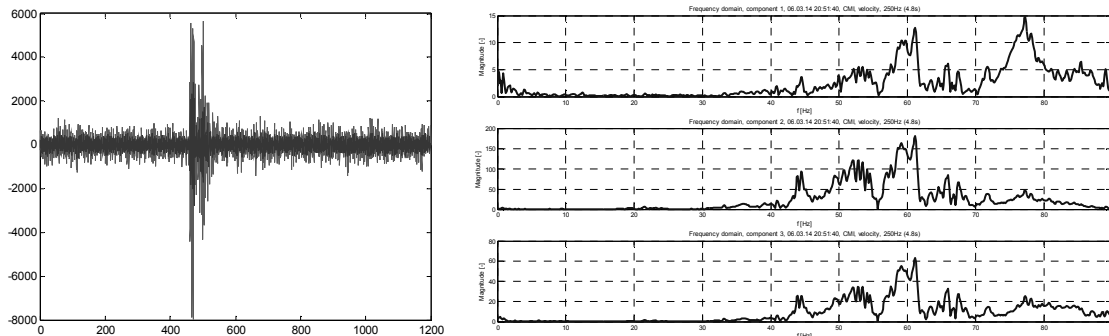 6000
4000
2000
0
-2000
-4000
-6000
-8000
0 200 400 600 800 1000 1200
Frequency domain, component 1, 06.03.14 20:51:40, CMI, velocity, 250Hz (4.8s)
Magnitude [-]
15
10
5
0
0 10 20 30 40 50 60 70 80
f [Hz]
Frequency domain, component 2, 06.03.14 20:51:40, CMI, velocity, 250Hz (4.8s)
Magnitude [-]
200
150
100
50
0
0 10 20 30 40 50 60 70 80
f [Hz]
Frequency domain, component 3, 06.03.14 20:51:40, CMI, velocity, 250Hz (4.8s)
Magnitude [-]
80
60
40
20
0
0 10 20 30 40 50 60 70 80
f [Hz]